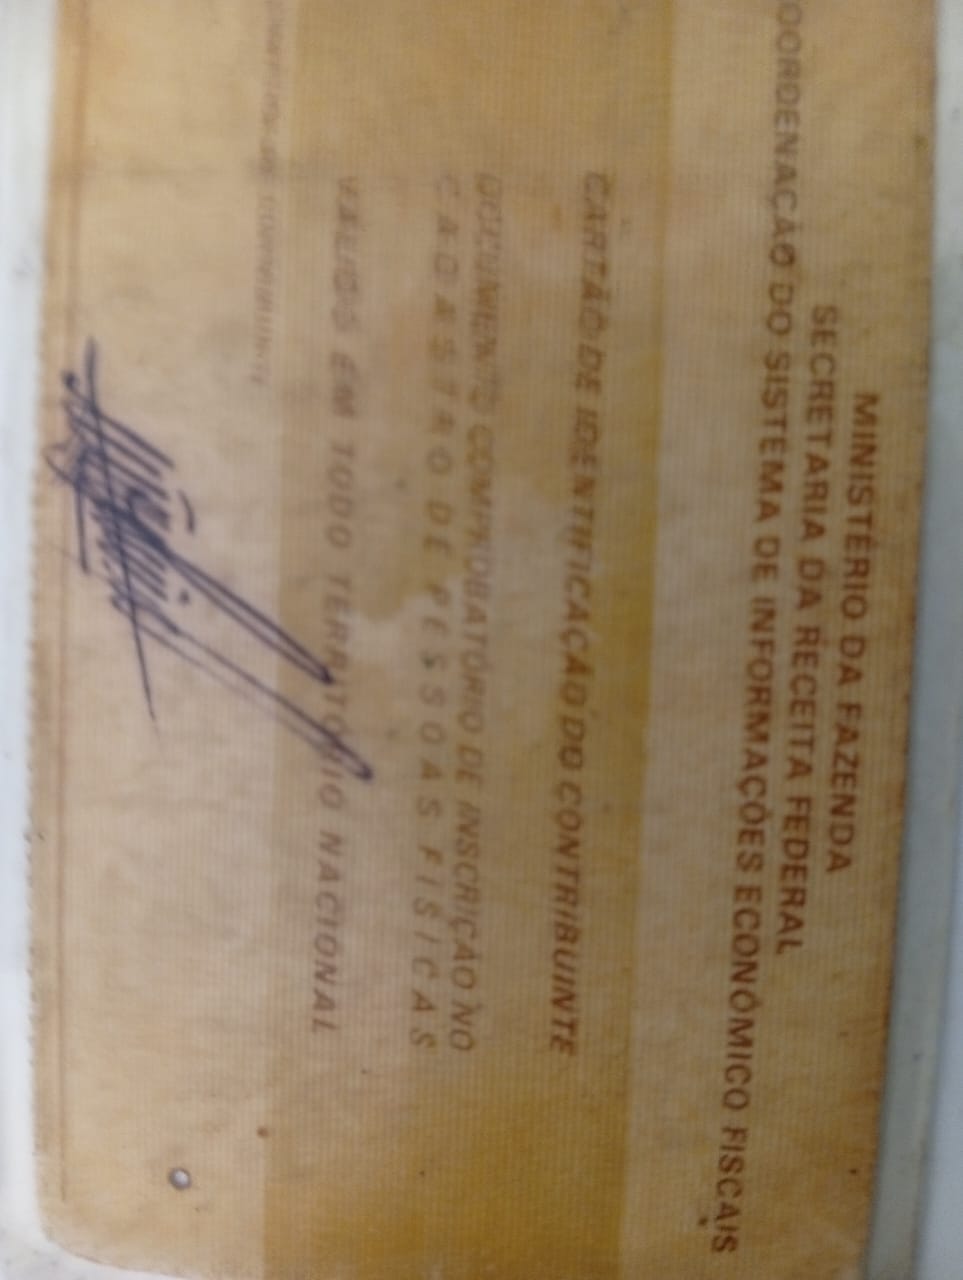 MINISTÉRIO DA FAZENDA
SECRETARIA DA RECEITA FEDERAL
OORDENAÇÃO DO SISTEMA DE INFORMAÇÕES ECONÔMICO FISCAIS
CARTÃO DE IDENTIFICAÇÃO DO CONTRIBUINTE
DOCUMENTO COMPROBATÓRIO DE INSCRIÇÃO NO
CADASTRO DE PESSOAS FÍSICAS
VÁLIDO EM TODO TERRITÓRIO NACIONAL